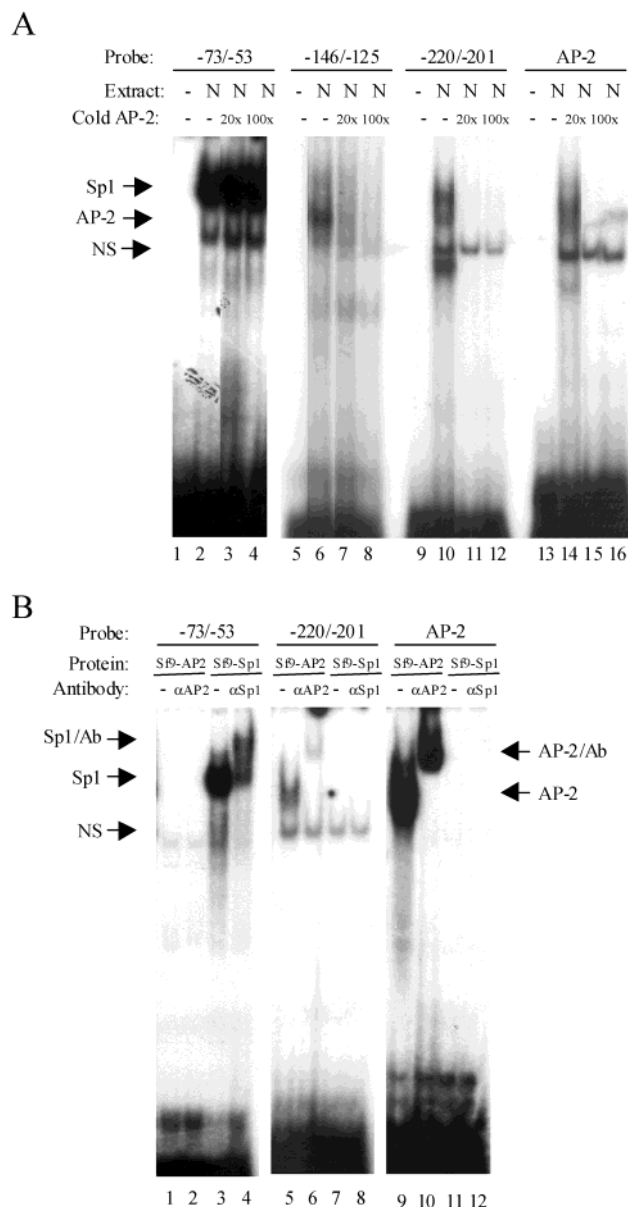 A
Probe: -73/-53 -146/-125 -220/-201 AP-2
Extract: - N N N - N N N - N N N - N N N
Cold AP-2: - - 20x 100x - - 20x 100x - - 20x 100x - - 20x 100x
Sp1
AP-2
NS
1 2 3 4 5 6 7 8 9 10 11 12 13 14 15 16
B
Probe: -73/-53 -220/-201 AP-2
Protein: Sf9-AP2 Sf9-Sp1 Sf9-AP2 Sf9-Sp1 Sf9-AP2 Sf9-Sp1
Antibody: - αAP2 - αSp1 - αAP2 - αSp1 - αAP2 - αSp1
Sp1/Ab AP-2/Ab
Sp1 AP-2
NS
1 2 3 4 5 6 7 8 9 10 11 12